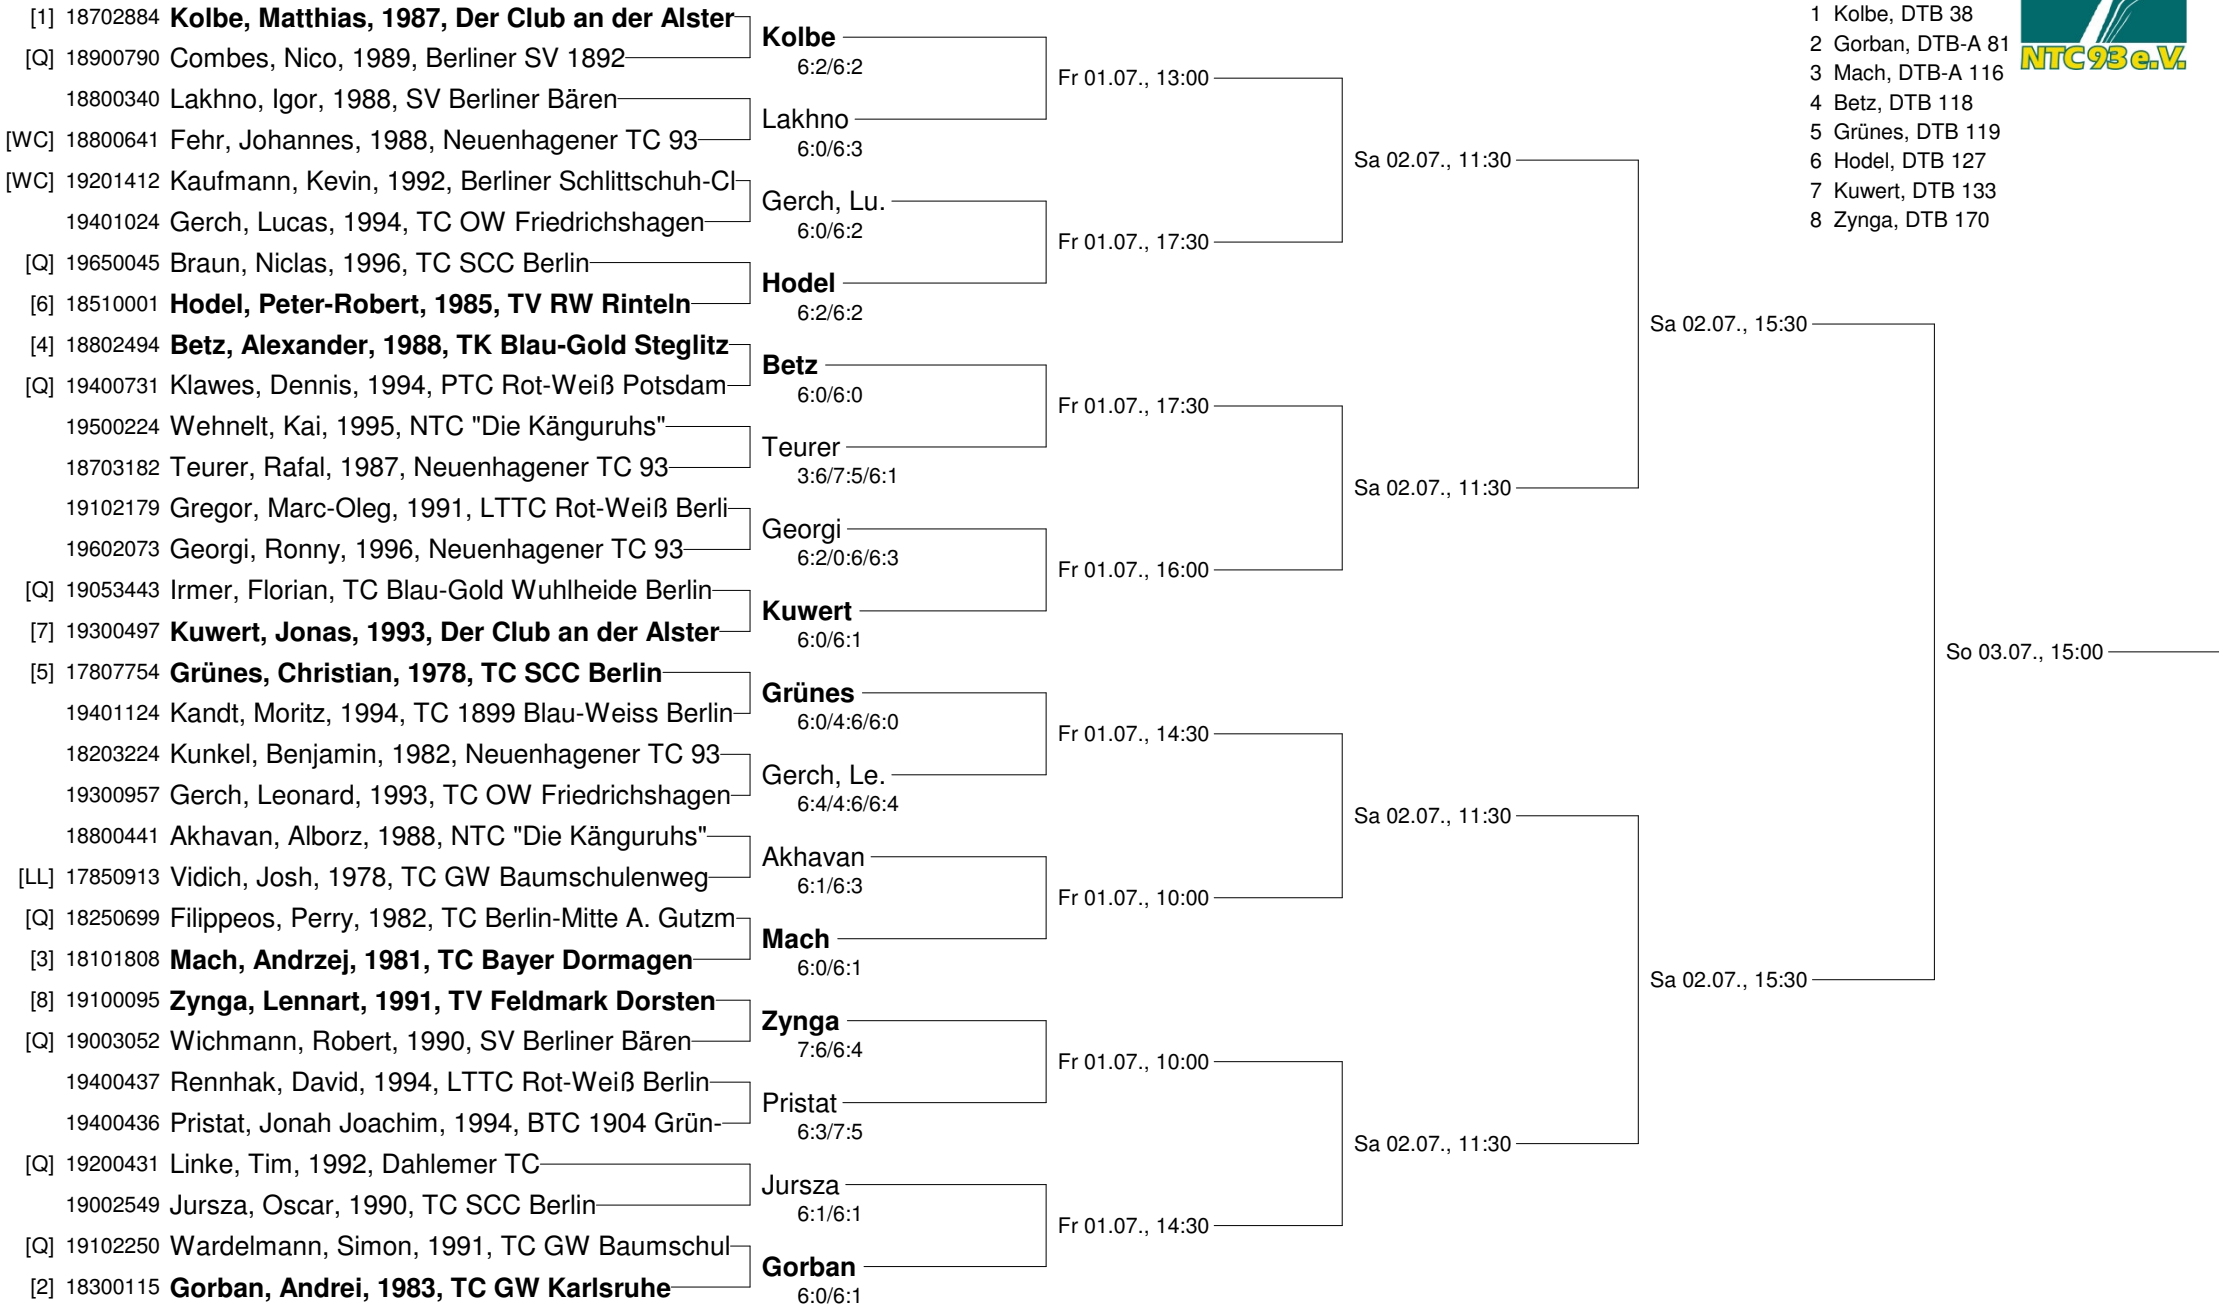 [1] 18702884 Kolbe, Matthias, 1987, Der Club an der Alster
[Q] 18900790 Combes, Nico, 1989, Berliner SV 1892
18800340 Lakhno, Igor, 1988, SV Berliner Bären
[WC] 18800641 Fehr, Johannes, 1988, Neuenhagener TC 93
[WC] 19201412 Kaufmann, Kevin, 1992, Berliner Schlittschuh-Cl
19401024 Gerch, Lucas, 1994, TC OW Friedrichshagen
[Q] 19650045 Braun, Niclas, 1996, TC SCC Berlin
[6] 18510001 Hodel, Peter-Robert, 1985, TV RW Rinteln
[4] 18802494 Betz, Alexander, 1988, TK Blau-Gold Steglitz
[Q] 19400731 Klawes, Dennis, 1994, PTC Rot-Weiß Potsdam
19500224 Wehnelt, Kai, 1995, NTC "Die Känguruhs"
18703182 Teurer, Rafal, 1987, Neuenhagener TC 93
19102179 Gregor, Marc-Oleg, 1991, LTTC Rot-Weiß Berli
19602073 Georgi, Ronny, 1996, Neuenhagener TC 93
[Q] 19053443 Irmer, Florian, TC Blau-Gold Wuhlheide Berlin
[7] 19300497 Kuwert, Jonas, 1993, Der Club an der Alster
[5] 17807754 Grünes, Christian, 1978, TC SCC Berlin
19401124 Kandt, Moritz, 1994, TC 1899 Blau-Weiss Berlin
18203224 Kunkel, Benjamin, 1982, Neuenhagener TC 93
19300957 Gerch, Leonard, 1993, TC OW Friedrichshagen
18800441 Akhavan, Alborz, 1988, NTC "Die Känguruhs"
[LL] 17850913 Vidich, Josh, 1978, TC GW Baumschulenweg
[Q] 18250699 Filippeos, Perry, 1982, TC Berlin-Mitte A. Gutzm
[3] 18101808 Mach, Andrzej, 1981, TC Bayer Dormagen
[8] 19100095 Zynga, Lennart, 1991, TV Feldmark Dorsten
[Q] 19003052 Wichmann, Robert, 1990, SV Berliner Bären
19400437 Rennhak, David, 1994, LTTC Rot-Weiß Berlin
19400436 Pristat, Jonah Joachim, 1994, BTC 1904 Grün-
[Q] 19200431 Linke, Tim, 1992, Dahlemer TC
19002549 Jursza, Oscar, 1990, TC SCC Berlin
[Q] 19102250 Wardelmann, Simon, 1991, TC GW Baumschul
[2] 18300115 Gorban, Andrei, 1983, TC GW Karlsruhe
Kolbe
6:2/6:2
Lakhno
6:0/6:3
Gerch, Lu.
6:0/6:2
Hodel
6:2/6:2
Betz
6:0/6:0
Teurer
3:6/7:5/6:1
Georgi
6:2/0:6/6:3
Kuwert
6:0/6:1
Grünes
6:0/4:6/6:0
Gerch, Le.
6:4/4:6/6:4
Akhavan
6:1/6:3
Mach
6:0/6:1
Zynga
7:6/6:4
Pristat
6:3/7:5
Jursza
6:1/6:1
Gorban
6:0/6:1
Fr 01.07., 13:00
Fr 01.07., 17:30
Fr 01.07., 17:30
Fr 01.07., 16:00
Fr 01.07., 14:30
Fr 01.07., 10:00
Fr 01.07., 10:00
Fr 01.07., 14:30
Sa 02.07., 11:30
Sa 02.07., 11:30
Sa 02.07., 11:30
Sa 02.07., 11:30
Sa 02.07., 15:30
Sa 02.07., 15:30
So 03.07., 15:00
1 Kolbe, DTB 38
2 Gorban, DTB-A 81
3 Mach, DTB-A 116
4 Betz, DTB 118
5 Grünes, DTB 119
6 Hodel, DTB 127
7 Kuwert, DTB 133
8 Zynga, DTB 170
NTC 93 e.V.